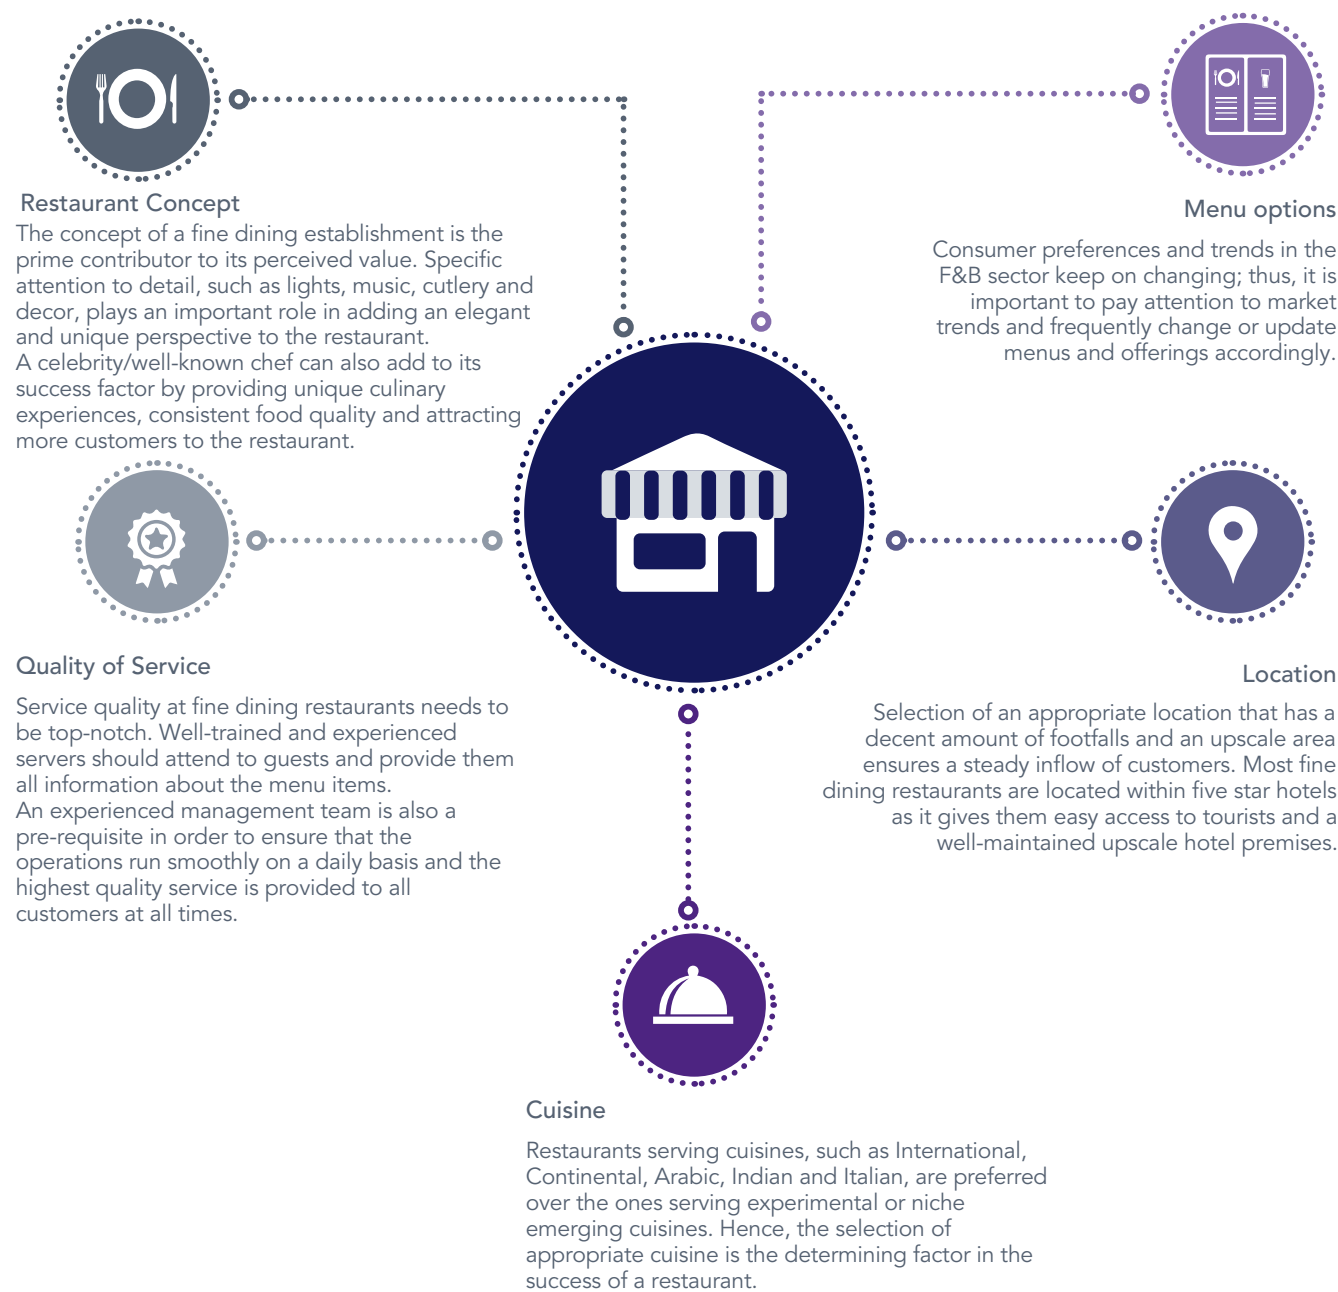 Restaurant Concept
The concept of a fine dining establishment is the
prime contributor to its perceived value. Specific
attention to detail, such as lights, music, cutlery and
decor, plays an important role in adding an elegant
and unique perspective to the restaurant.
A celebrity/well-known chef can also add to its
success factor by providing unique culinary
experiences, consistent food quality and attracting
more customers to the restaurant.
Menu options
Consumer preferences and trends in the
F&B sector keep on changing; thus, it is
important to pay attention to market
trends and frequently change or update
menus and offerings accordingly.
Quality of Service
Service quality at fine dining restaurants needs to
be top-notch. Well-trained and experienced
servers should attend to guests and provide them
all information about the menu items.
An experienced management team is also a
pre-requisite in order to ensure that the
operations run smoothly on a daily basis and the
highest quality service is provided to all
customers at all times.
Location
Selection of an appropriate location that has a
decent amount of footfalls and an upscale area
ensures a steady inflow of customers. Most fine
dining restaurants are located within five star hotels
as it gives them easy access to tourists and a
well-maintained upscale hotel premises.
Cuisine
Restaurants serving cuisines, such as International,
Continental, Arabic, Indian and Italian, are preferred
over the ones serving experimental or niche
emerging cuisines. Hence, the selection of
appropriate cuisine is the determining factor in the
success of a restaurant.